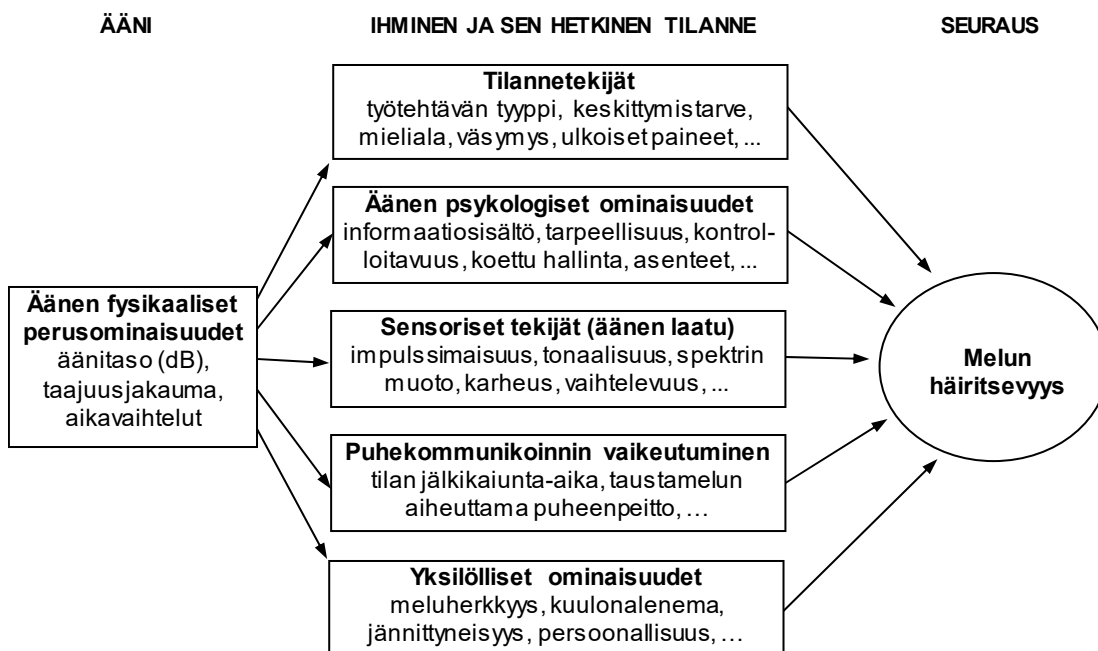 ÄÄNI
IHMINEN JA SEN HETKINEN TILANNE
SEURAUS
Tilannetekijät
työtehtävän tyyppi, keskittymistarve,
mieliala, väsymys, ulkoiset paineet, ...
Äänen psykologiset ominaisuudet
informaatiosisältö, tarpeellisuus, kontrol-
loitavuus, koettu hallinta, asenteet, ...
Äänen fysikaaliset
perusominaisuudet
äänitaso (dB),
taajuusjakauma,
aikavaihtelut
Sensoriset tekijät (äänen laatu)
impulssimaisuus, tonaalisuus, spektrin
muoto, karheus, vaihtelevuus, ...
Melun
häiritsevyys
Puhekommunikoinnin vaikeutuminen
tilan jälkikaiunta-aika, taustamelun
aiheuttama puheenpeitto, …
Yksilölliset ominaisuudet
meluherkkyys, kuulonalenema,
jännittyneisyys, persoonallisuus, …